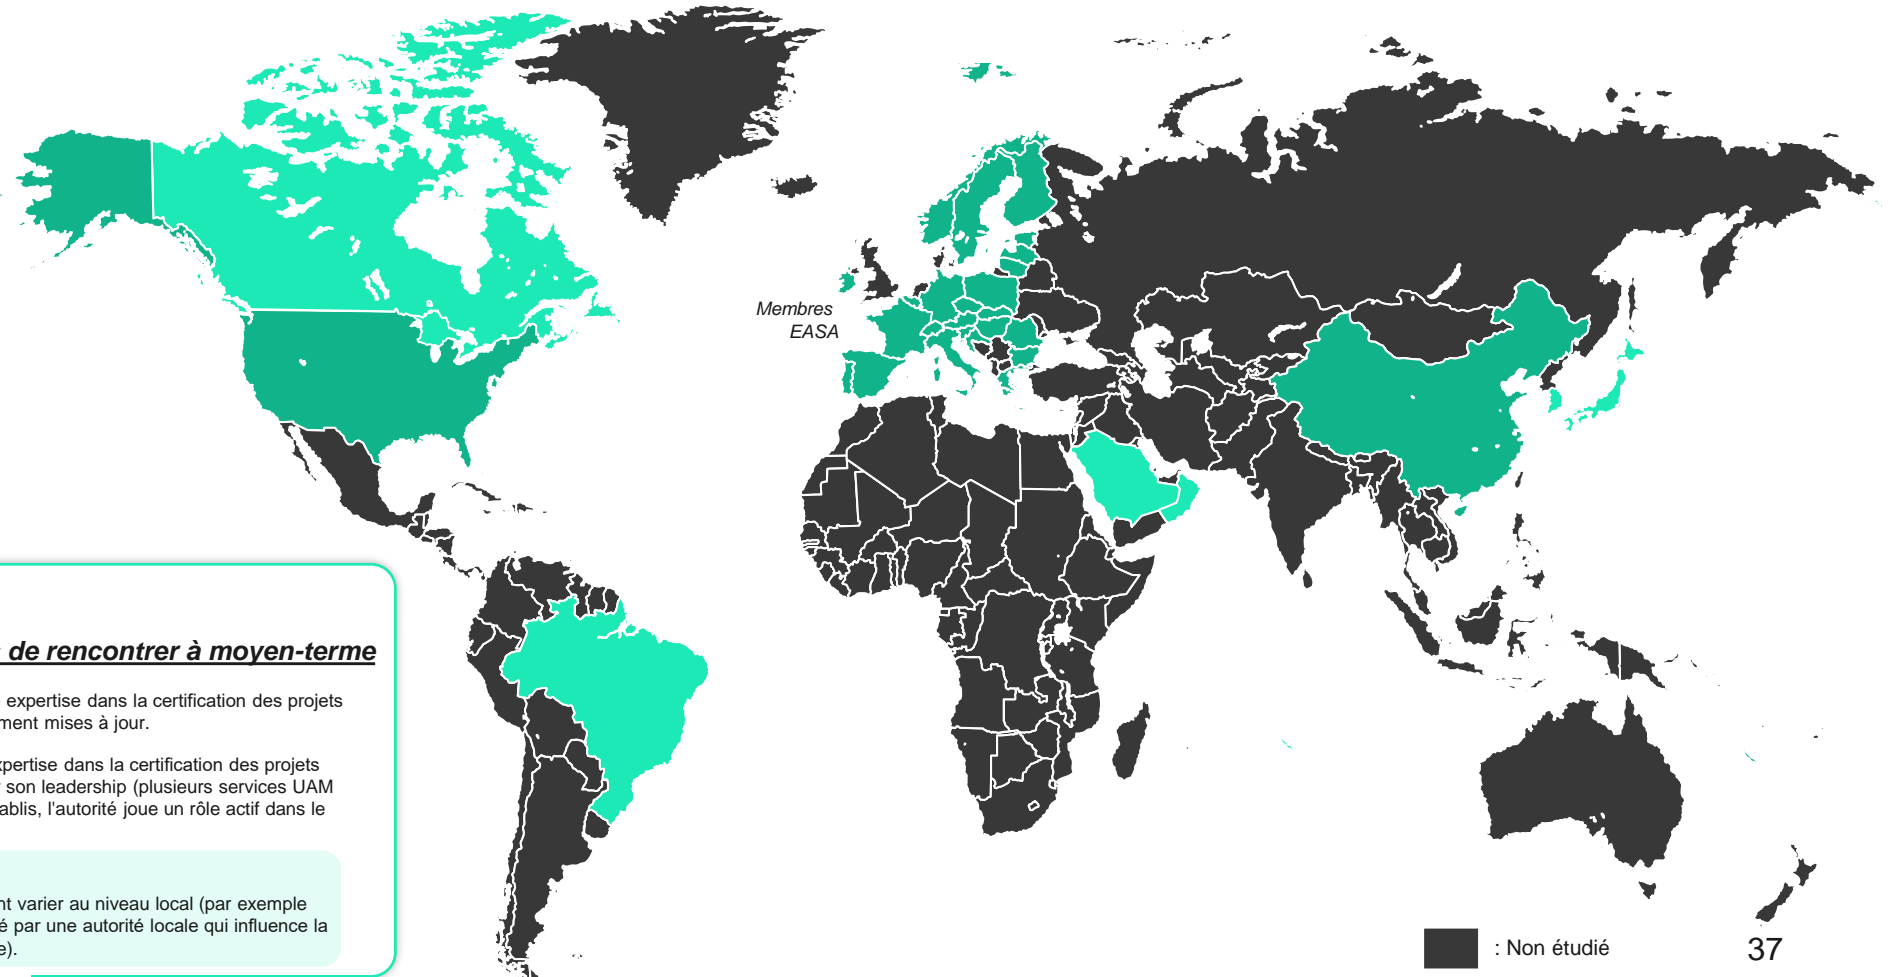 Membres
EASA
de rencontrer à moyen-terme
expertise dans la certification des projets
ment mises à jour.
pertise dans la certification des projets
son leadership (plusieurs services UAM
ablis, l'autorité joue un rôle actif dans le
nt varier au niveau local (par exemple
é par une autorité locale qui influence la
e).
: Non étudié
37